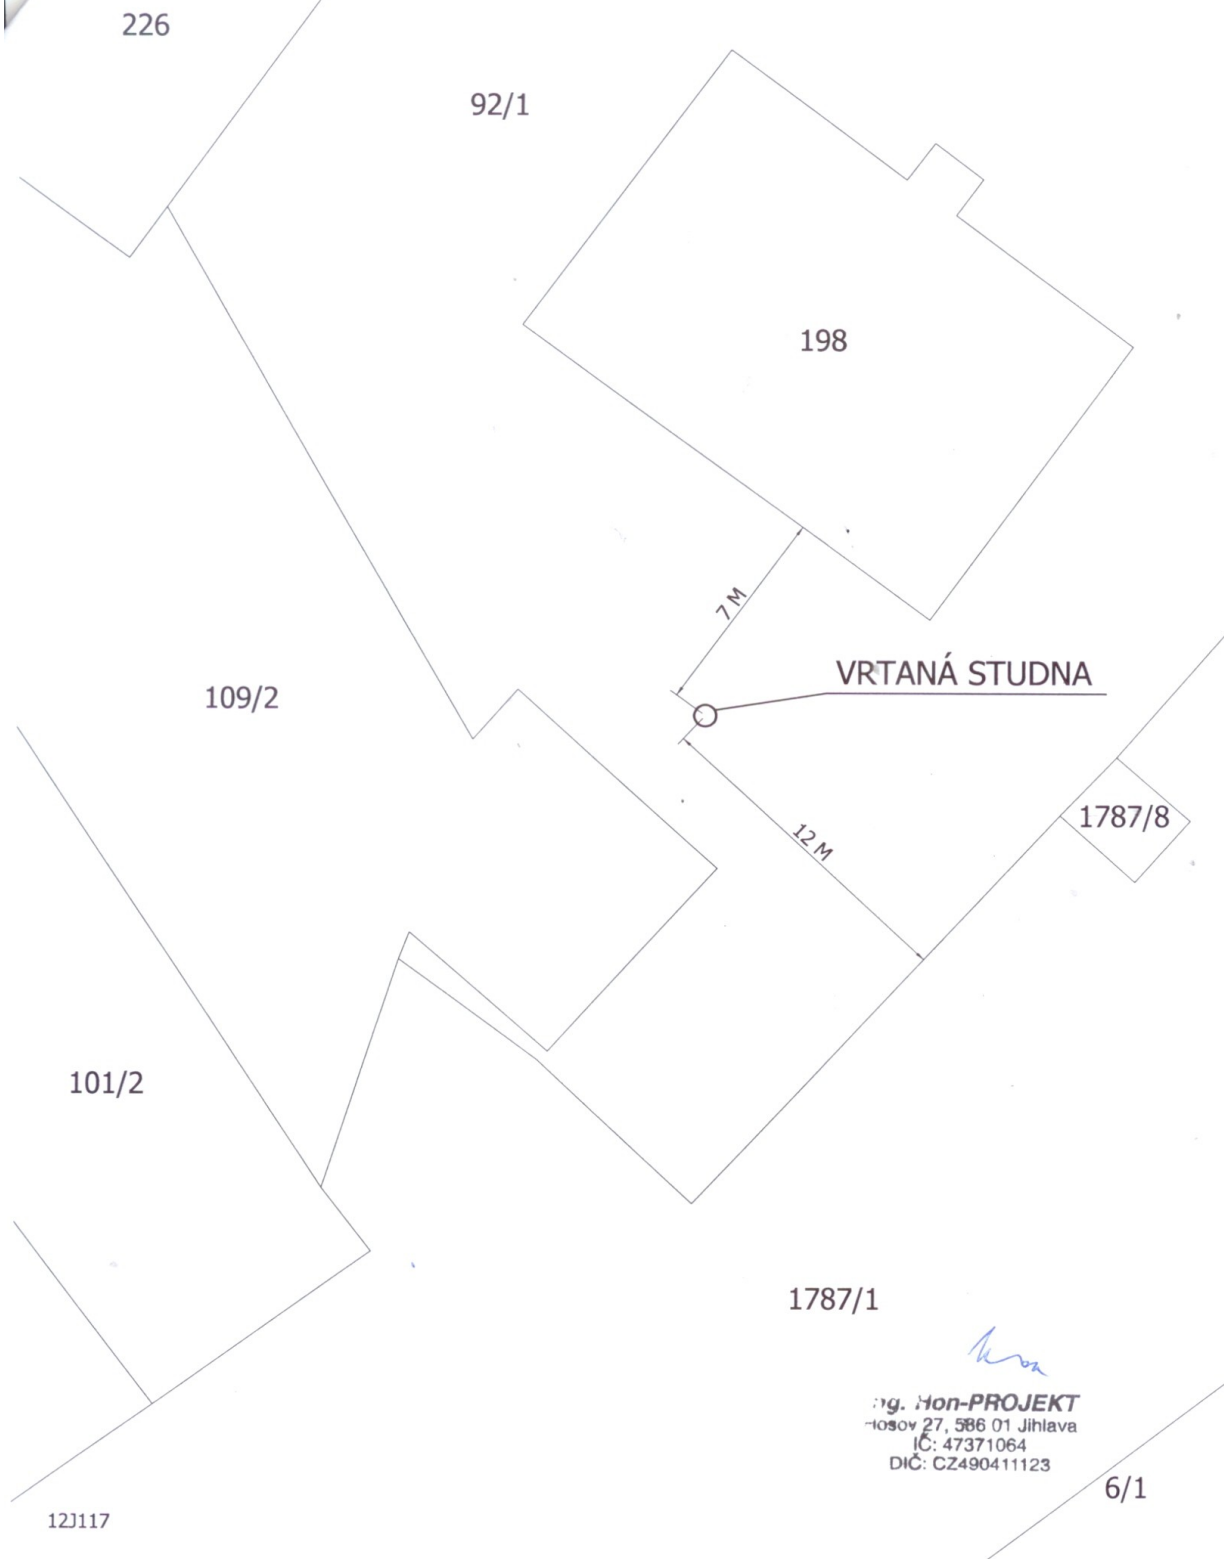 226
92/1
198
7 M
VRTANÁ STUDNA
109/2
1787/8
12 M
101/2
1787/1
Hon-PROJEKT
27, 586 01 Jihlava
IČ: 47371064
DIČ: CZ490411123
6/1
12J117